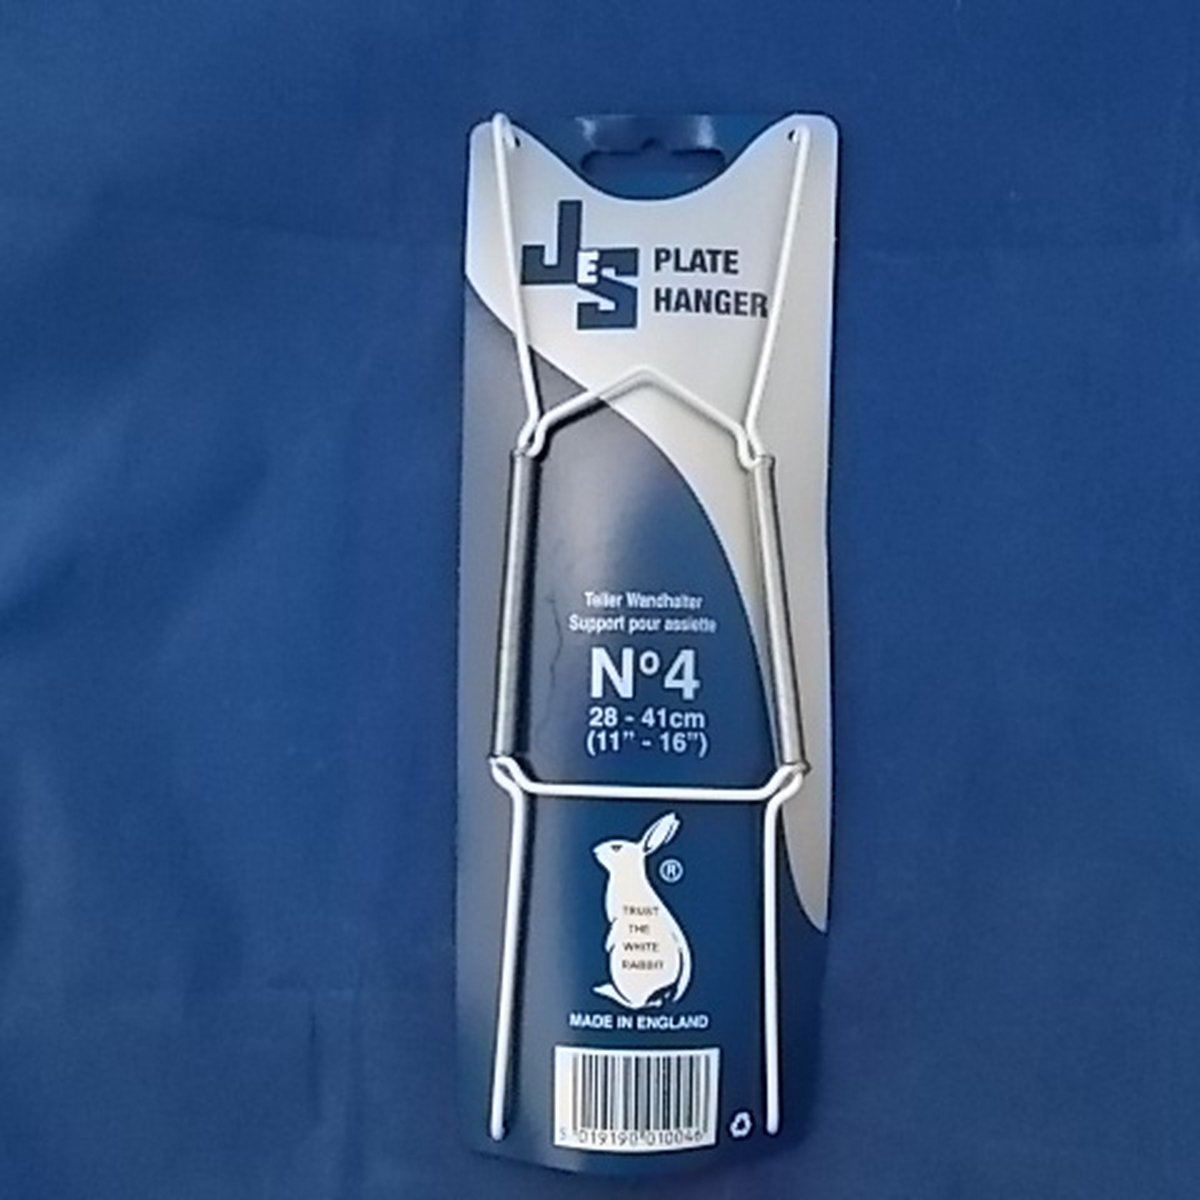 JES
PLATE
HANGER
Teller Wandhalter
Support pour assiette
Nº4
28 - 41cm
(11" - 16")
®
TRUST
THE
WHITE
RABBIT
MADE IN ENGLAND
5 019190 010046